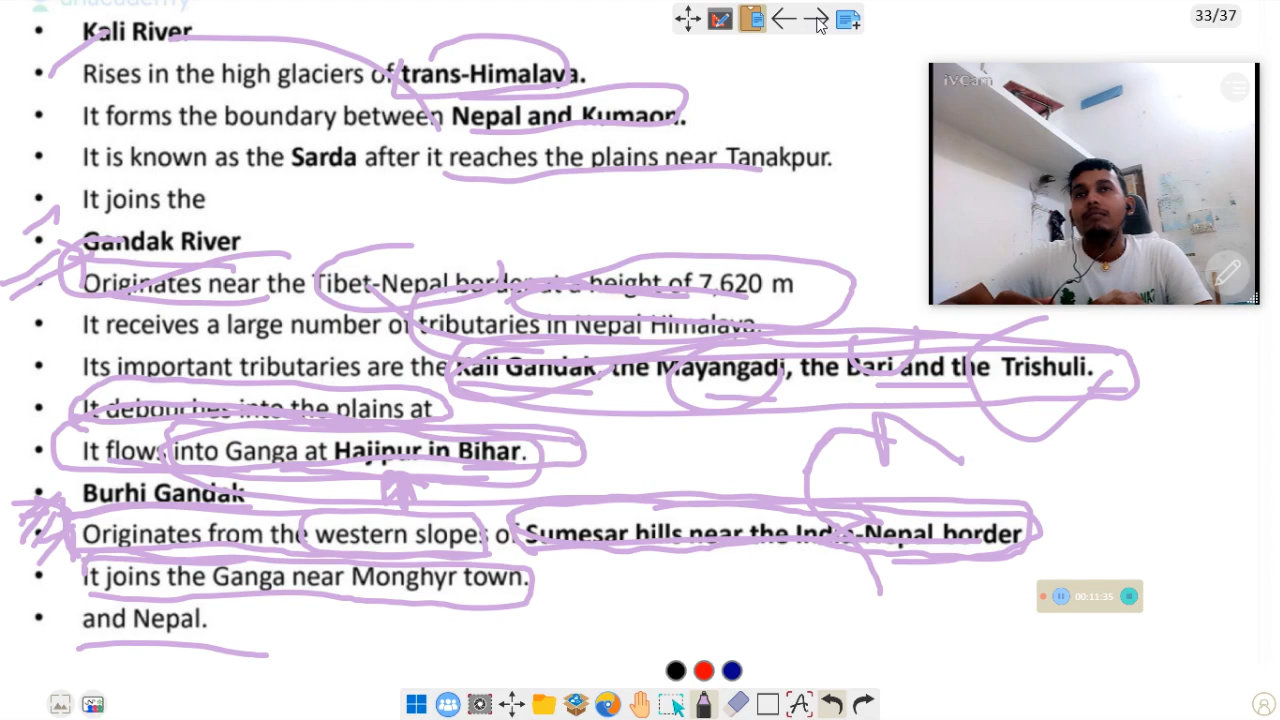 unacademy
33/37
iVCam
• Kali River
• Rises in the high glaciers of trans-Himalaya.
• It forms the boundary between Nepal and Kumaon.
• It is known as the Sarda after it reaches the plains near Tanakpur.
• It joins the
• Gandak River
• Originates near the Tibet-Nepal border at a height of 7,620 m
• It receives a large number of tributaries in Nepal Himalaya.
• Its important tributaries are the Kali Gandak, the Mayangadi, the Bari and the Trishuli.
• It debouches into the plains at
• It flows into Ganga at Hajipur in Bihar.
• Burhi Gandak
• Originates from the western slopes of Sumesar hills near the India-Nepal border
• It joins the Ganga near Monghyr town.
• and Nepal.
00:11:35